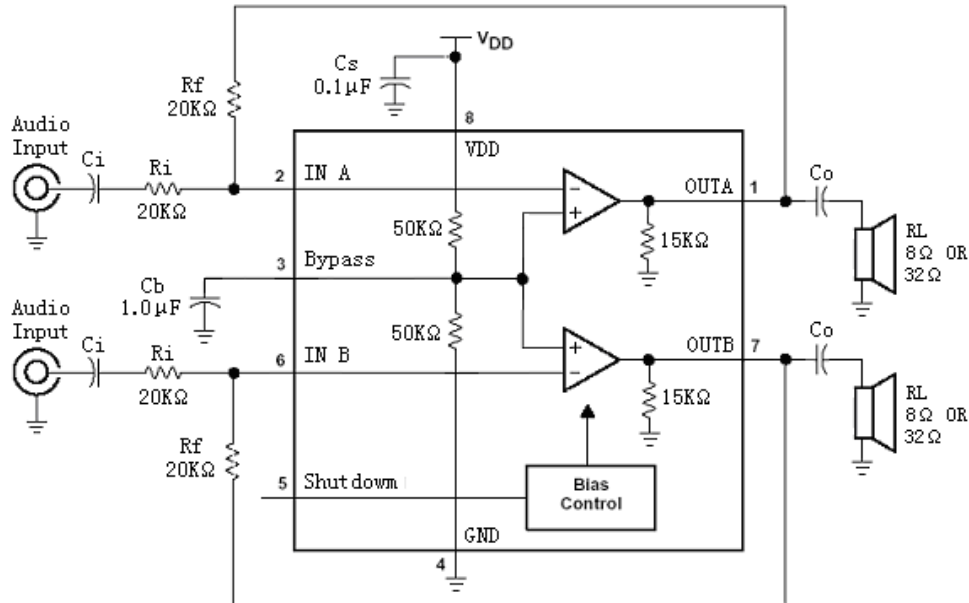 VDD
Cs
0.1μF
Rf
20KΩ
8
VDD
Audio
Input
Ci
Ri
20KΩ
2
IN A
OUTA
1
Co
50KΩ
15KΩ
RL
8Ω OR
32Ω
3
Bypass
Cb
1.0μF
Audio
Input
50KΩ
Ci
Ri
20KΩ
6
IN B
OUTB
7
Co
15KΩ
RL
8Ω OR
32Ω
Rf
20KΩ
5
Shutdowm
Bias
Control
GND
4